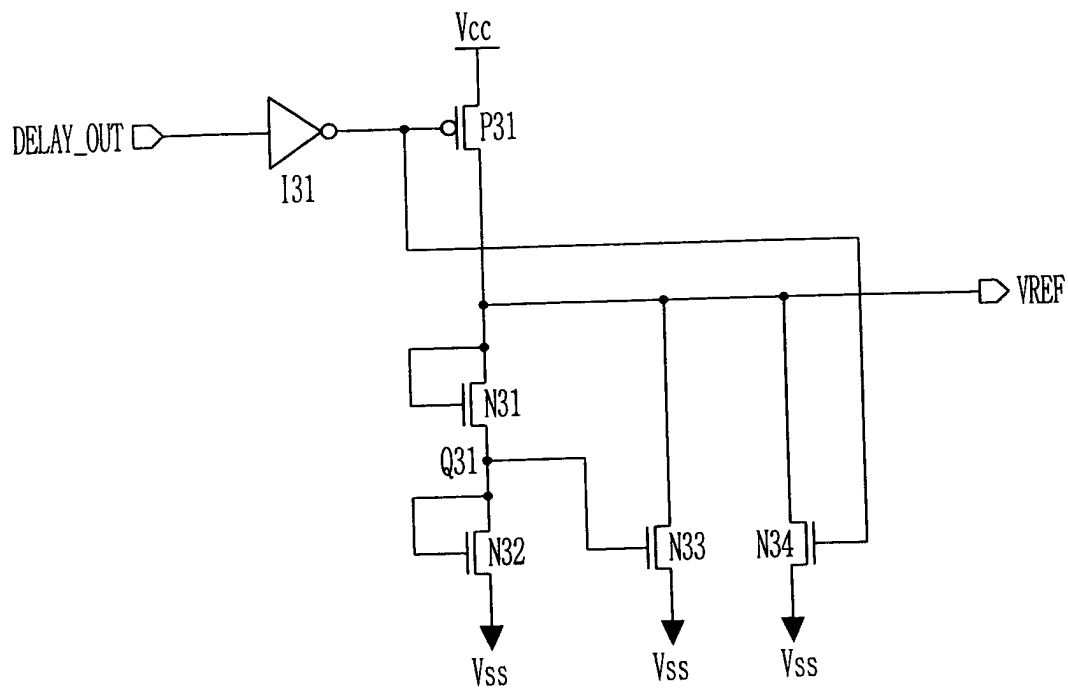 Vcc
DELAY_OUT
P31
I31
VREF
N31
Q31
N32
N33
N34
Vss
Vss
Vss